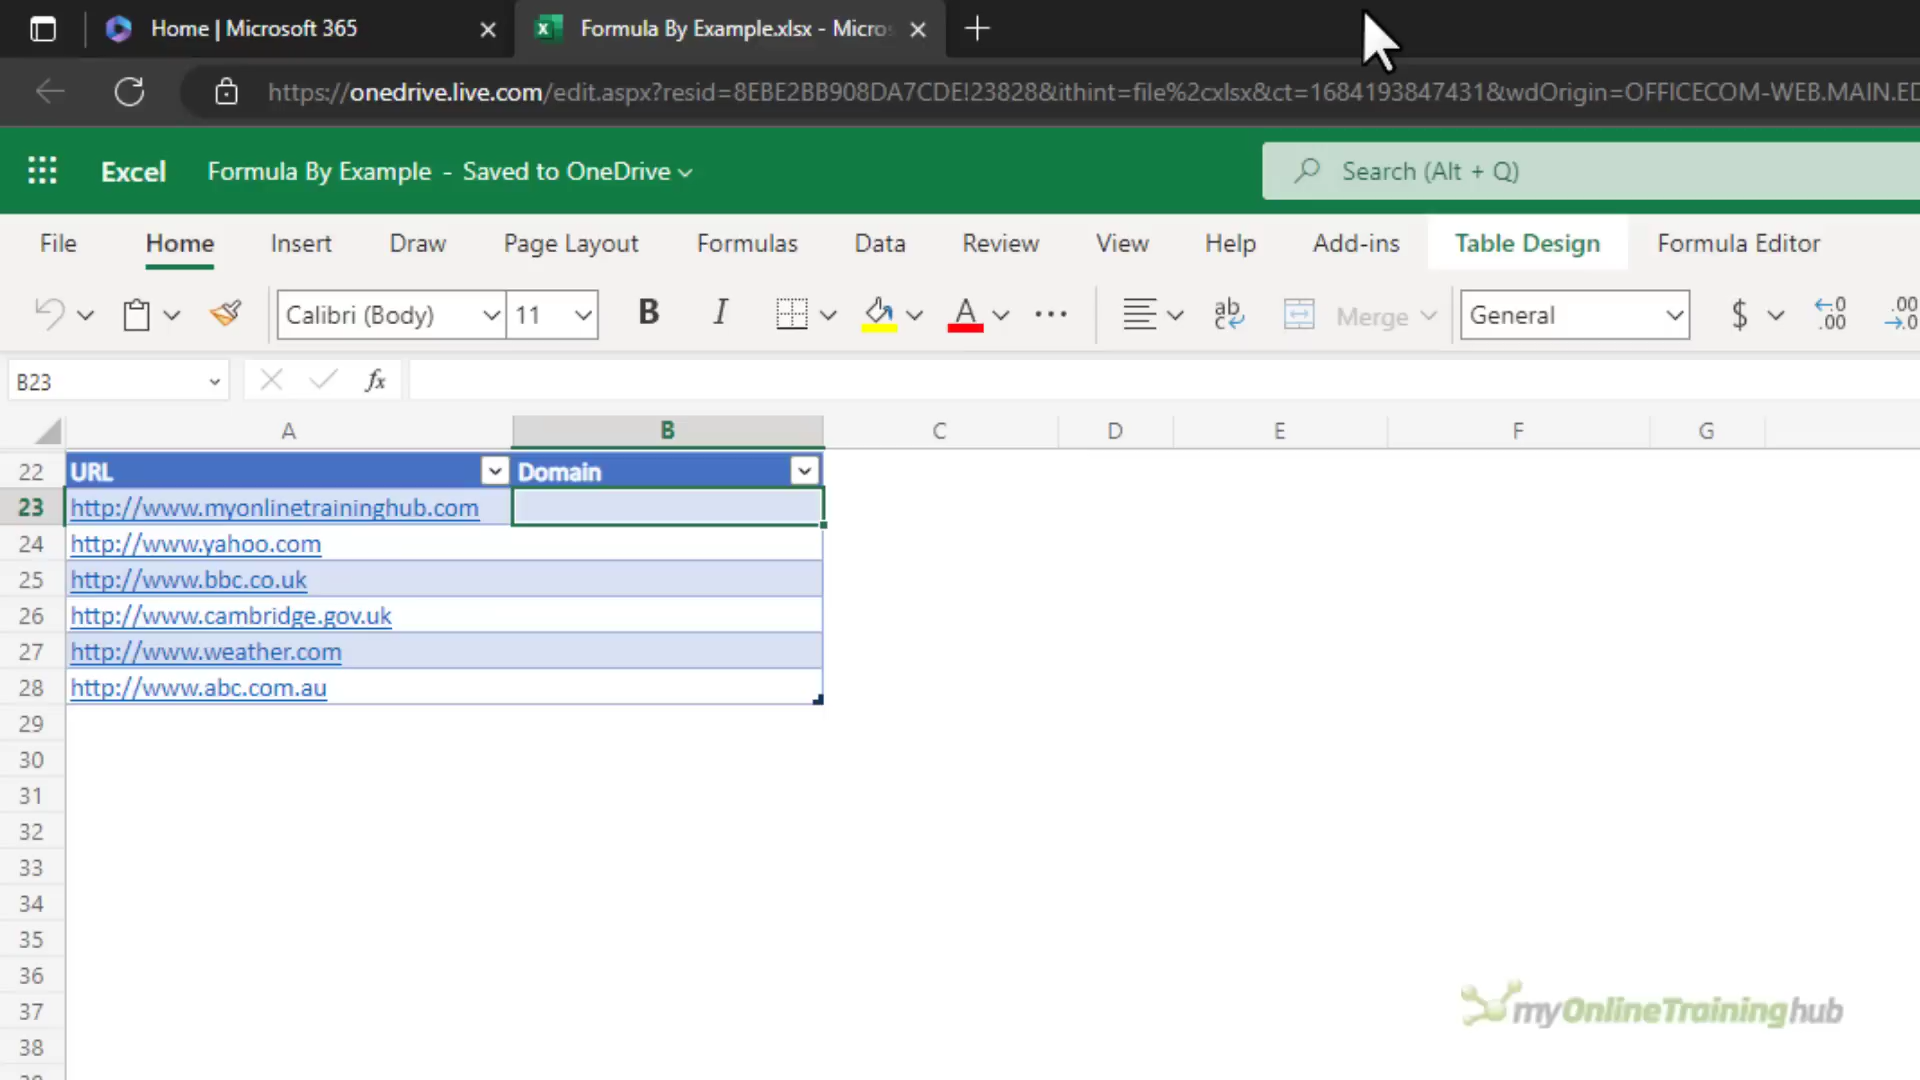 Home | Microsoft 365
Formula By Example.xlsx - Micro
https://onedrive.live.com/edit.aspx?resid=8EBE2BB908DA7CDE!23828&ithint=file%2cxlsx&ct=1684193847431&wdOrigin=OFFICECOM-WEB.MAIN.ED
Excel Formula By Example - Saved to OneDrive
Search (Alt + Q)
File Home Insert Draw Page Layout Formulas Data Review View Help Add-ins Table Design Formula Editor
Calibri (Body) 11 B I A ab c Merge General $ 0 .00 .00 .0
B23 fx
A B C D E F G
22 URL Domain
23 http://www.myonlinetraininghub.com
24 http://www.yahoo.com
25 http://www.bbc.co.uk
26 http://www.cambridge.gov.uk
27 http://www.weather.com
28 http://www.abc.com.au
29
30
31
32
33
34
35
36
37
38
myOnlineTraininghub